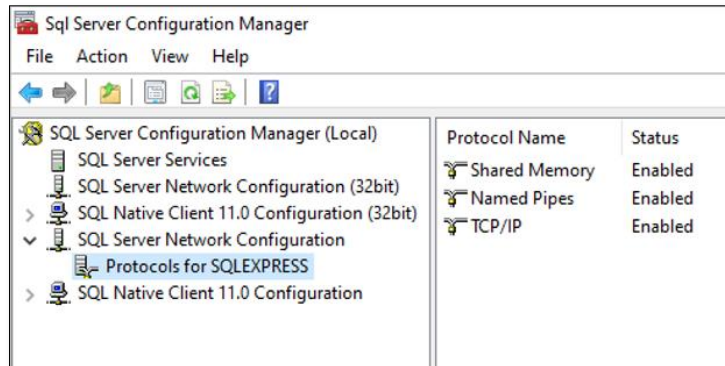 Sql Server Configuration Manager
File Action View Help
SQL Server Configuration Manager (Local)
SQL Server Services
SQL Server Network Configuration (32bit)
SQL Native Client 11.0 Configuration (32bit)
SQL Server Network Configuration
Protocols for SQLEXPRESS
SQL Native Client 11.0 Configuration
Protocol Name Status
Shared Memory Enabled
Named Pipes Enabled
TCP/IP Enabled